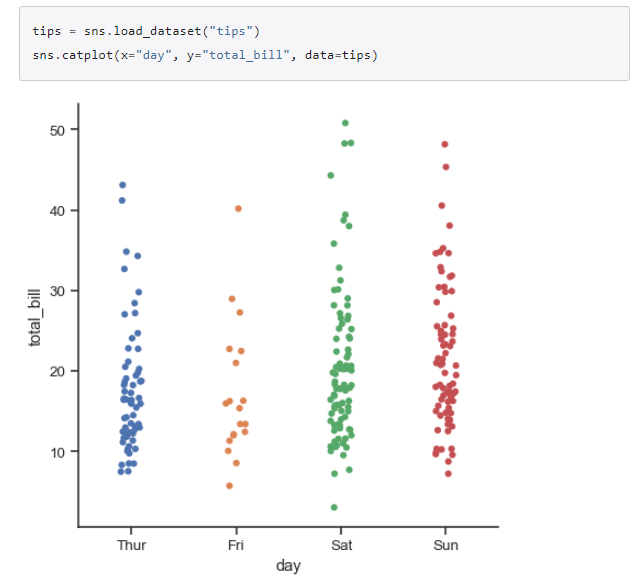 tips = sns.load_dataset("tips")
sns.catplot(x="day", y="total_bill", data=tips)
50
40
30
20
10
total_bill
Thur Fri Sat Sun
day